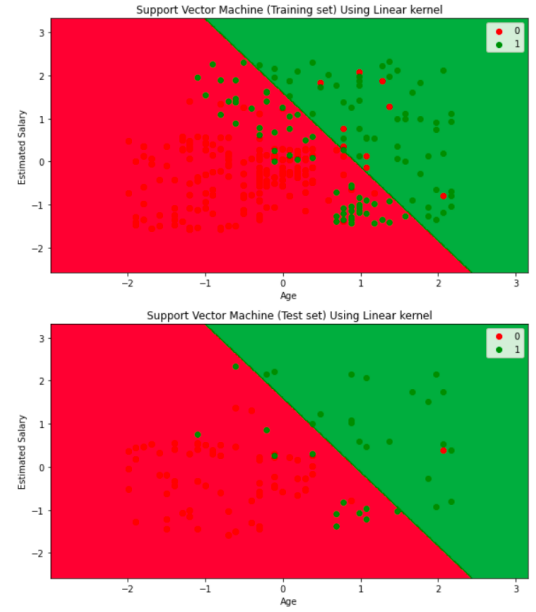 Support Vector Machine (Training set) Using Linear kernel
0
1
3
2
1
0
−1
−2
Estimated Salary
−2 −1 0 1 2 3
Age
Support Vector Machine (Test set) Using Linear kernel
0
1
3
2
1
0
−1
−2
Estimated Salary
−2 −1 0 1 2 3
Age